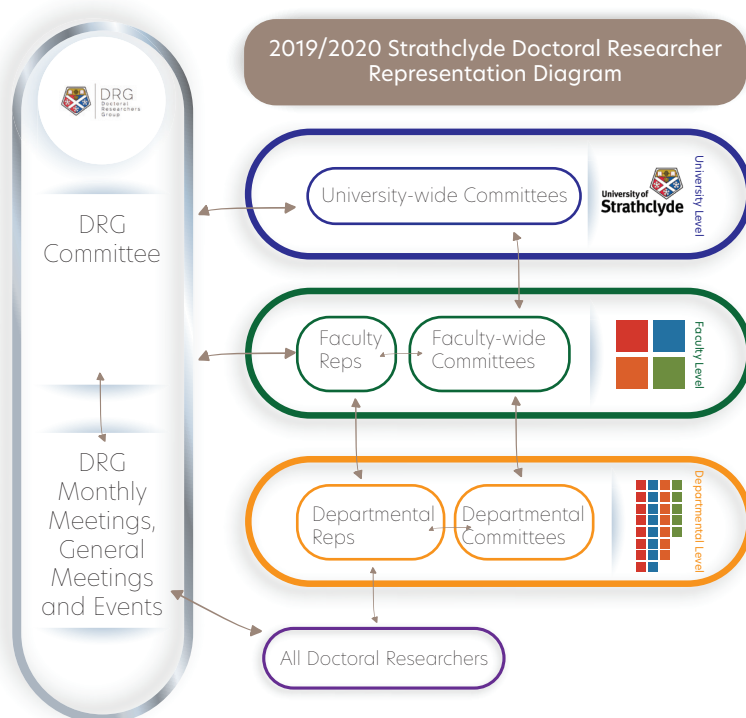 2019/2020 Strathclyde Doctoral Researcher
Representation Diagram
DRG
Doctoral
Researchers
Group
DRG
Committee
DRG
Monthly
Meetings,
General
Meetings
and Events
University-wide Committees
University of
Strathclyde
University Level
Faculty
Reps
Faculty-wide
Committees
Faculty Level
Departmental
Reps
Departmental
Committees
Departmental Level
All Doctoral Researchers